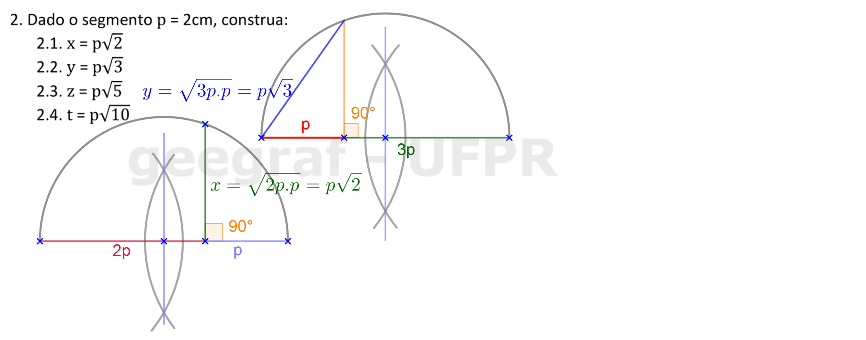 2. Dado o segmento p = 2cm, construa:
2.1. x = p√2
2.2. y = p√3
2.3. z = p√5
2.4. t = p√10
y = √3p.p = p√3
90°
p
3p
geegraf - UFPR
x = √2p.p = p√2
90°
2p
p